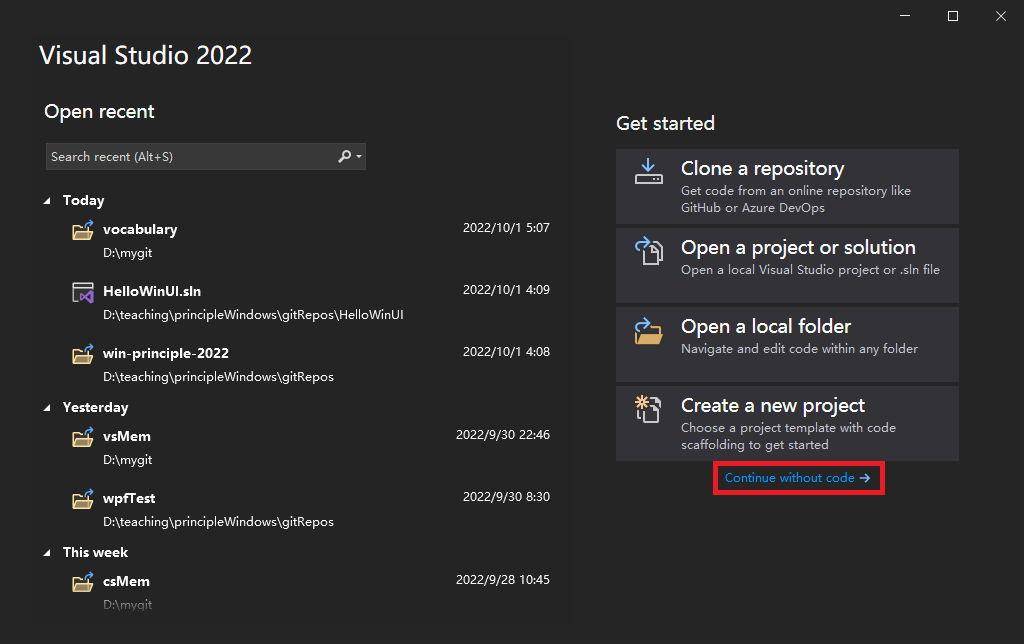 Visual Studio 2022
Open recent
Search recent (Alt+S)
Today
vocabulary 2022/10/1 5:07
D:\mygit
HelloWinUI.sln 2022/10/1 4:09
D:\teaching\principleWindows\gitRepos\HelloWinUI
win-principle-2022 2022/10/1 4:08
D:\teaching\principleWindows\gitRepos
Yesterday
vsMem 2022/9/30 22:46
D:\mygit
wpfTest 2022/9/30 8:30
D:\teaching\principleWindows\gitRepos
This week
csMem 2022/9/28 10:45
D:\mygit
Get started
Clone a repository
Get code from an online repository like
GitHub or Azure DevOps
Open a project or solution
Open a local Visual Studio project or .sln file
Open a local folder
Navigate and edit code within any folder
Create a new project
Choose a project template with code
scaffolding to get started
Continue without code →